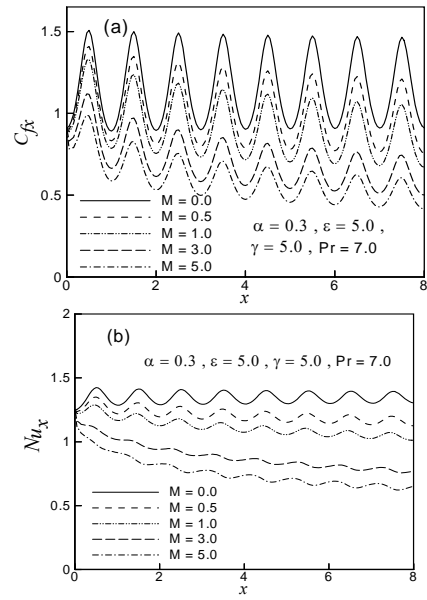 (a)
1.5
1
0.5
0
C_fx
M = 0.0
M = 0.5
M = 1.0
M = 3.0
M = 5.0
α = 0.3 , ε = 5.0 ,
γ = 5.0 , Pr = 7.0
0 2 4 6 8
x
2
(b)
α = 0.3 , ε = 5.0 , γ = 5.0 , Pr = 7.0
1.5
1
0.5
0
Nu_x
M = 0.0
M = 0.5
M = 1.0
M = 3.0
M = 5.0
0 2 4 6 8
x